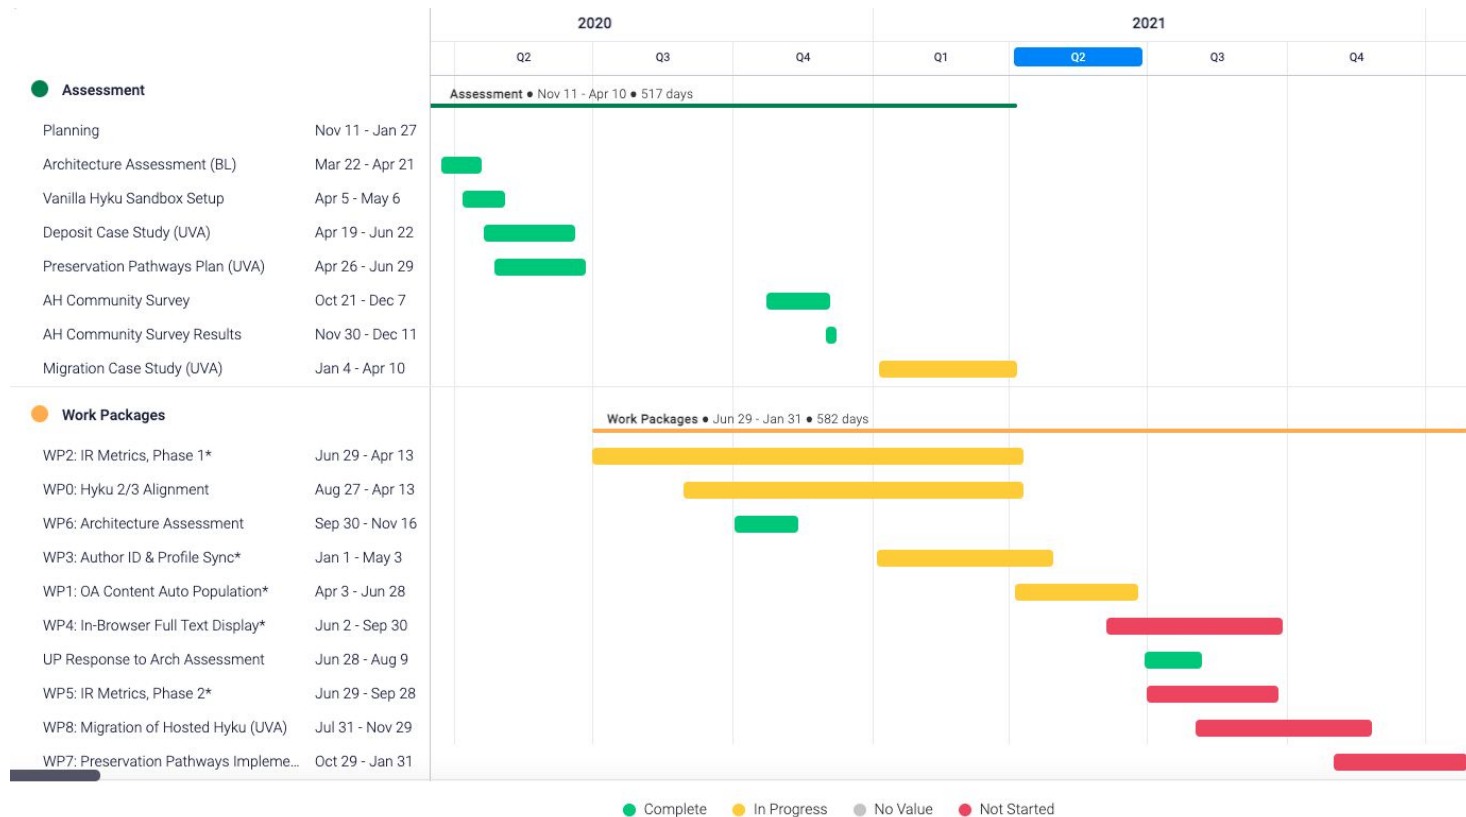 2020 2021
Q2 Q3 Q4 Q1 Q2 Q3 Q4
Assessment
Assessment ● Nov 11 - Apr 10 ● 517 days
Planning Nov 11 - Jan 27
Architecture Assessment (BL) Mar 22 - Apr 21
Vanilla Hyku Sandbox Setup Apr 5 - May 6
Deposit Case Study (UVA) Apr 19 - Jun 22
Preservation Pathways Plan (UVA) Apr 26 - Jun 29
AH Community Survey Oct 21 - Dec 7
AH Community Survey Results Nov 30 - Dec 11
Migration Case Study (UVA) Jan 4 - Apr 10
Work Packages
Work Packages ● Jun 29 - Jan 31 ● 582 days
WP2: IR Metrics, Phase 1* Jun 29 - Apr 13
WP0: Hyku 2/3 Alignment Aug 27 - Apr 13
WP6: Architecture Assessment Sep 30 - Nov 16
WP3: Author ID & Profile Sync* Jan 1 - May 3
WP1: OA Content Auto Population* Apr 3 - Jun 28
WP4: In-Browser Full Text Display* Jun 2 - Sep 30
UP Response to Arch Assessment Jun 28 - Aug 9
WP5: IR Metrics, Phase 2* Jun 29 - Sep 28
WP8: Migration of Hosted Hyku (UVA) Jul 31 - Nov 29
WP7: Preservation Pathways Impleme... Oct 29 - Jan 31
Complete In Progress No Value Not Started